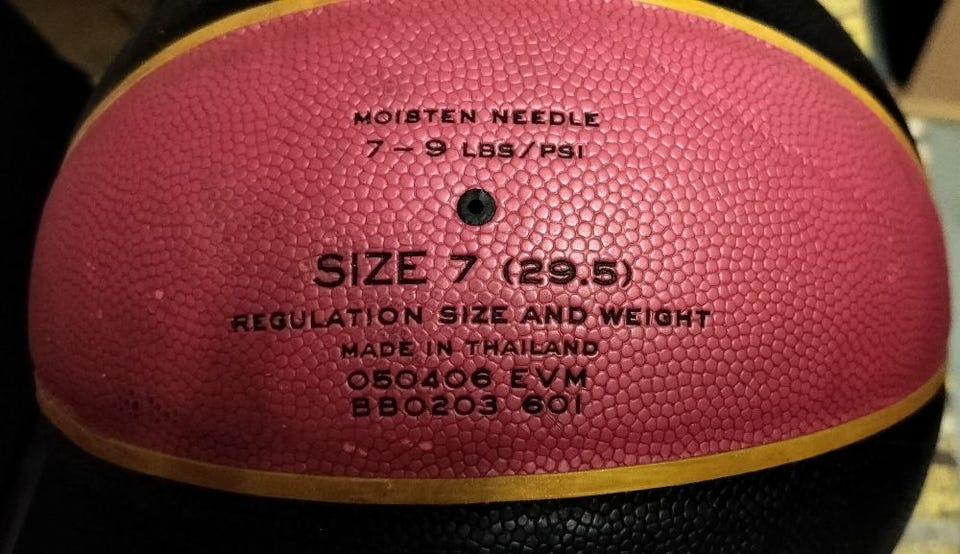 MOISTEN NEEDLE
7-9 LBS/PSI
SIZE 7 (29.5)
REGULATION SIZE AND WEIGHT
MADE IN THAILAND
050406 EVM
BB0203 601